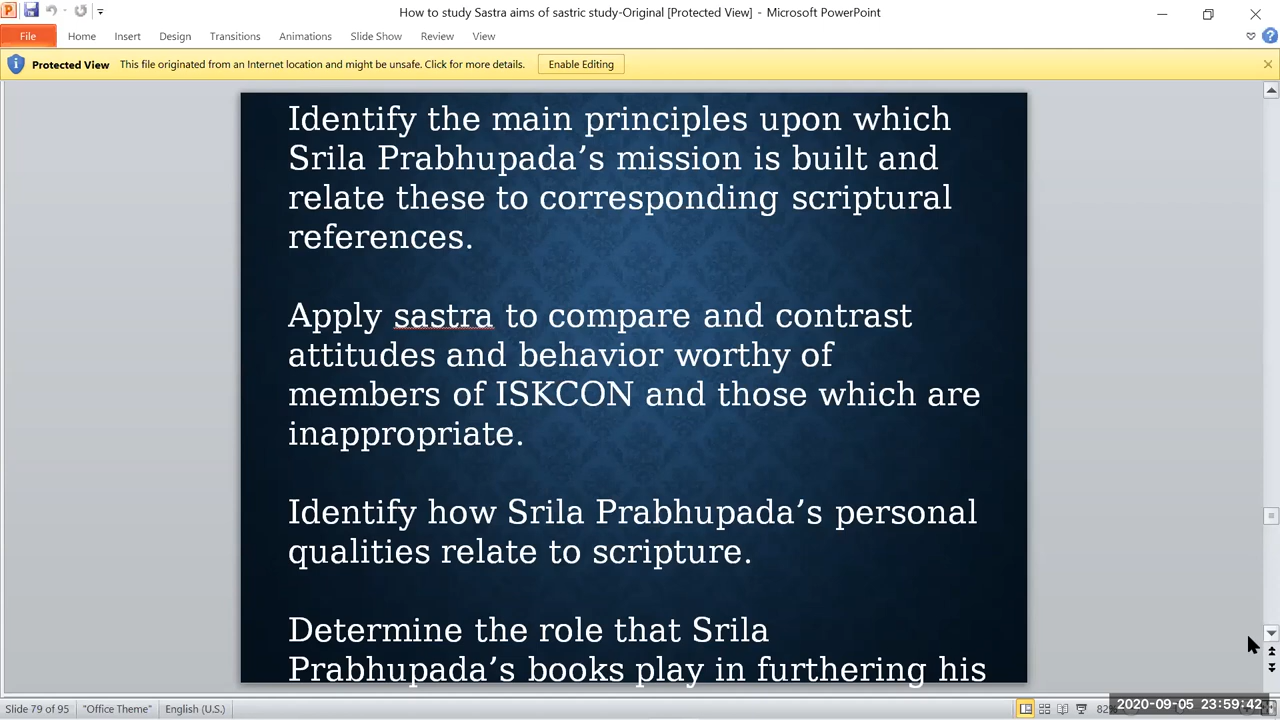 How to study Sastra aims of sastric study-Original [Protected View] - Microsoft PowerPoint
File Home Insert Design Transitions Animations Slide Show Review View
Protected View This file originated from an Internet location and might be unsafe. Click for more details. Enable Editing
Identify the main principles upon which
Srila Prabhupada’s mission is built and
relate these to corresponding scriptural
references.
Apply sastra to compare and contrast
attitudes and behavior worthy of
members of ISKCON and those which are
inappropriate.
Identify how Srila Prabhupada’s personal
qualities relate to scripture.
Determine the role that Srila
Prabhupada’s books play in furthering his
Slide 79 of 95 "Office Theme" English (U.S.) 82%
2020-09-05 23:59:42